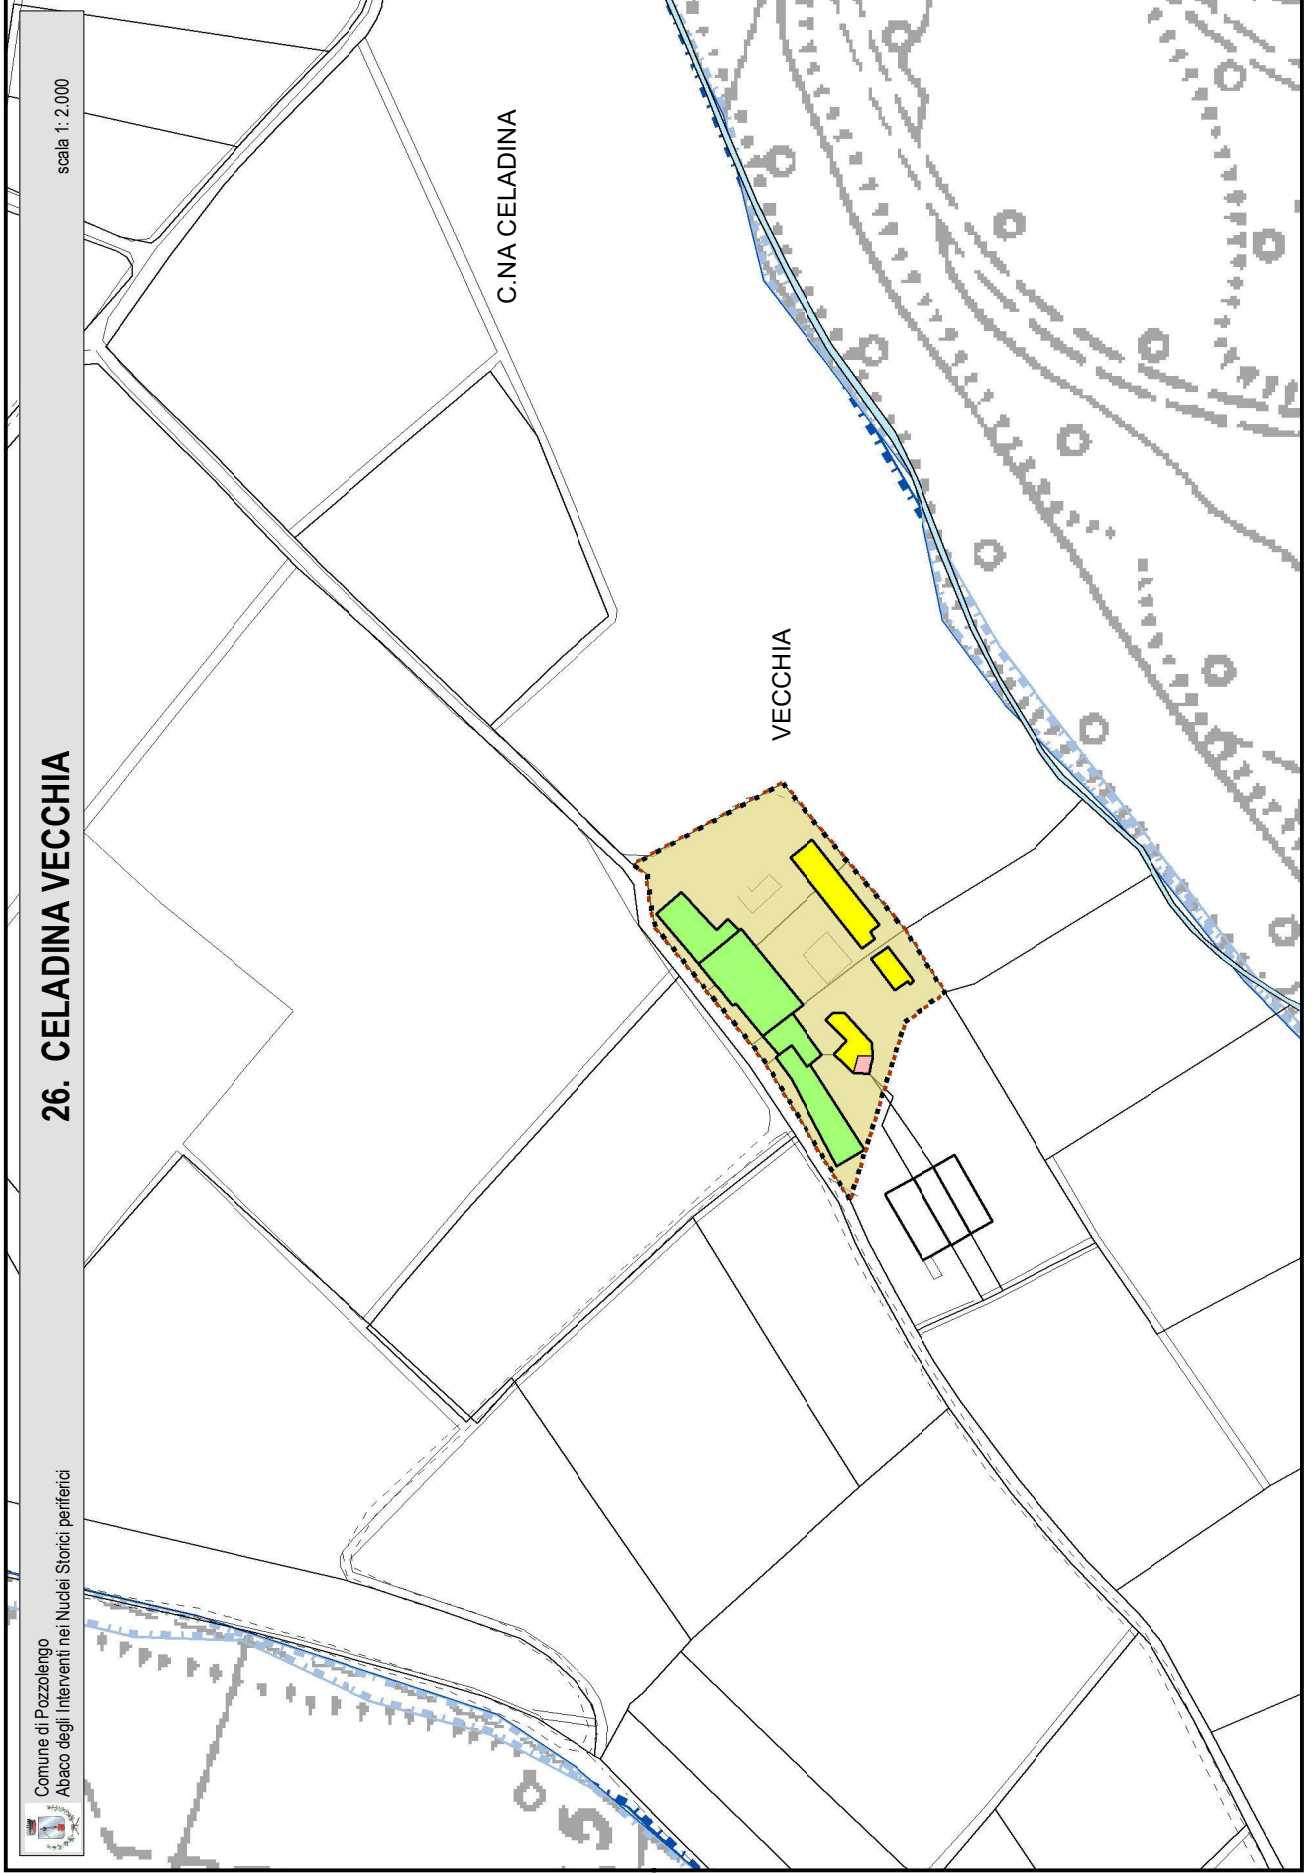 Comune di Pozzolengo
Abaco degli Interventi nei Nuclei Storici periferici
26. CELADINA VECCHIA
scala 1: 2.000
C.NA CELADINA
VECCHIA